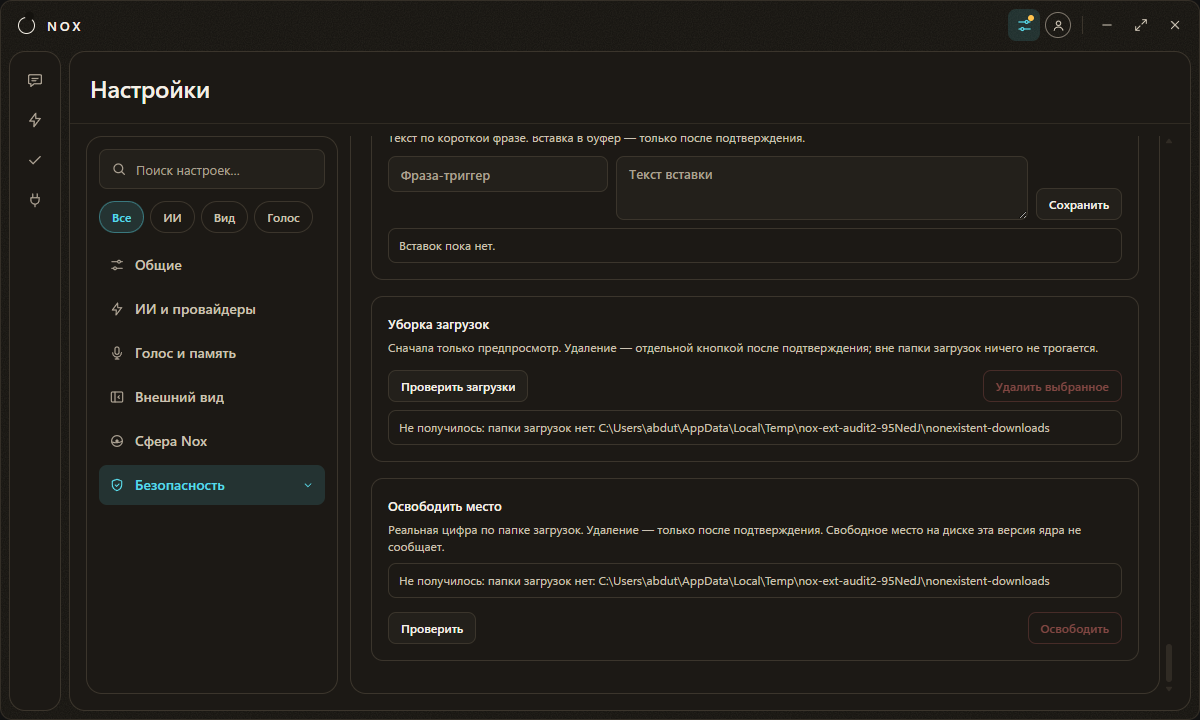 NOX
Настройки
Поиск настроек...
Все
ИИ
Вид
Голос
Общие
ИИ и провайдеры
Голос и память
Внешний вид
Сфера Nox
Безопасность
Текст по короткой фразе. Вставка в буфер — только после подтверждения.
Фраза-триггер
Текст вставки
Сохранить
Вставок пока нет.
Уборка загрузок
Сначала только предпросмотр. Удаление — отдельной кнопкой после подтверждения; вне папки загрузок ничего не трогается.
Проверить загрузки
Удалить выбранное
Не получилось: папки загрузок нет: C:\Users\abdut\AppData\Local\Temp\nox-ext-audit2-95NedJ\nonexistent-downloads
Освободить место
Реальная цифра по папке загрузок. Удаление — только после подтверждения. Свободное место на диске эта версия ядра не
сообщает.
Не получилось: папки загрузок нет: C:\Users\abdut\AppData\Local\Temp\nox-ext-audit2-95NedJ\nonexistent-downloads
Проверить
Освободить